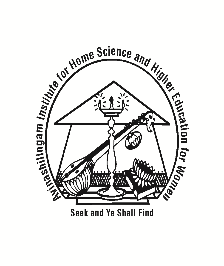 Avinashilingam Institute for Home Science and Higher Education for Women
Seek and Ye Shall Find